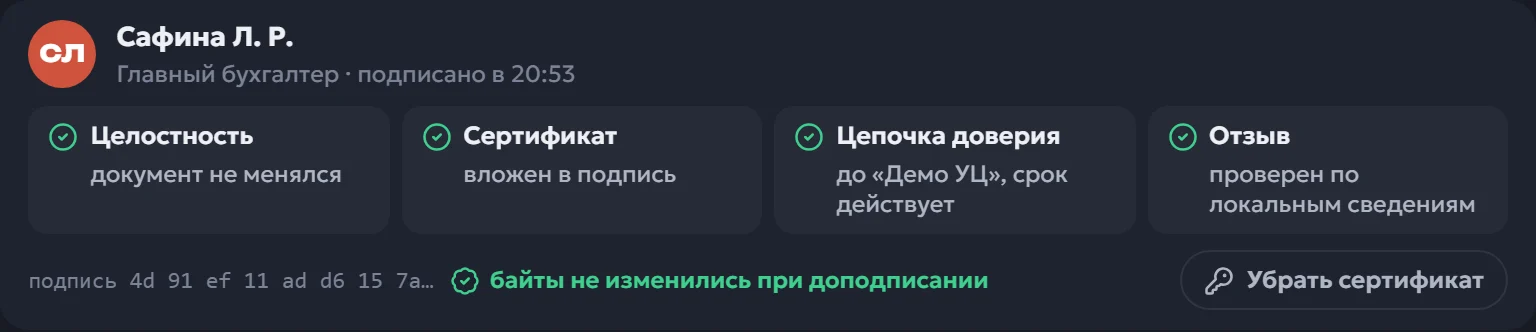 СЛ
Сафина Л. Р.
Главный бухгалтер · подписано в 20:53
Целостность
документ не менялся
Сертификат
вложен в подпись
Цепочка доверия
до «Демо УЦ», срок
действует
Отзыв
проверен по
локальным сведениям
подпись 4d 91 ef 11 ad d6 15 7a…
байты не изменились при доподписании
Убрать сертификат